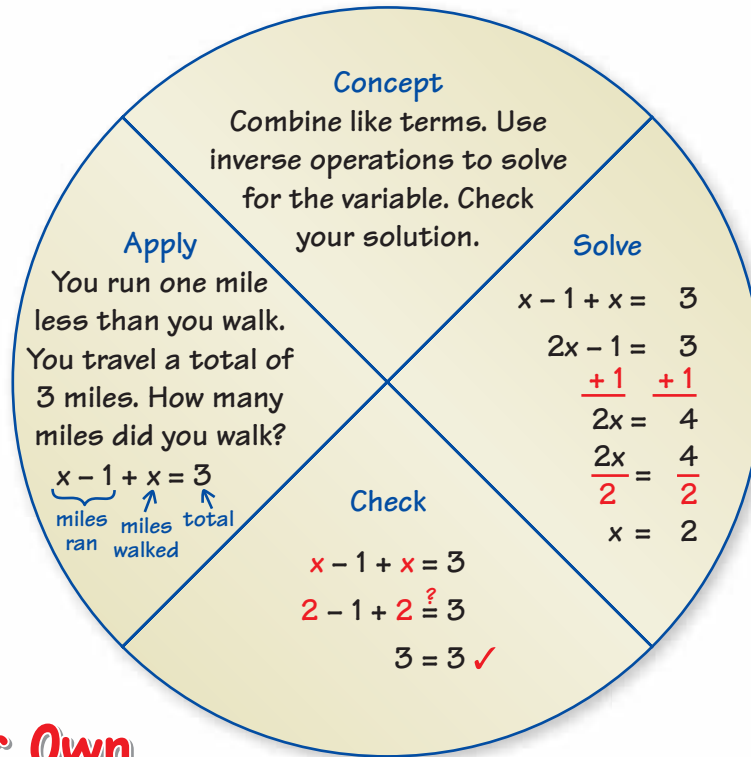 Concept
Combine like terms. Use
inverse operations to solve
for the variable. Check
your solution.
Apply
You run one mile
less than you walk.
You travel a total of
3 miles. How many
miles did you walk?
x – 1 + x = 3
miles ran
miles walked
total
Solve
x – 1 + x = 3
2x – 1 = 3
+ 1 + 1
2x = 4
2x/2 = 4/2
x = 2
Check
x – 1 + x = 3
2 – 1 + 2 ≟ 3
3 = 3 ✓
Own